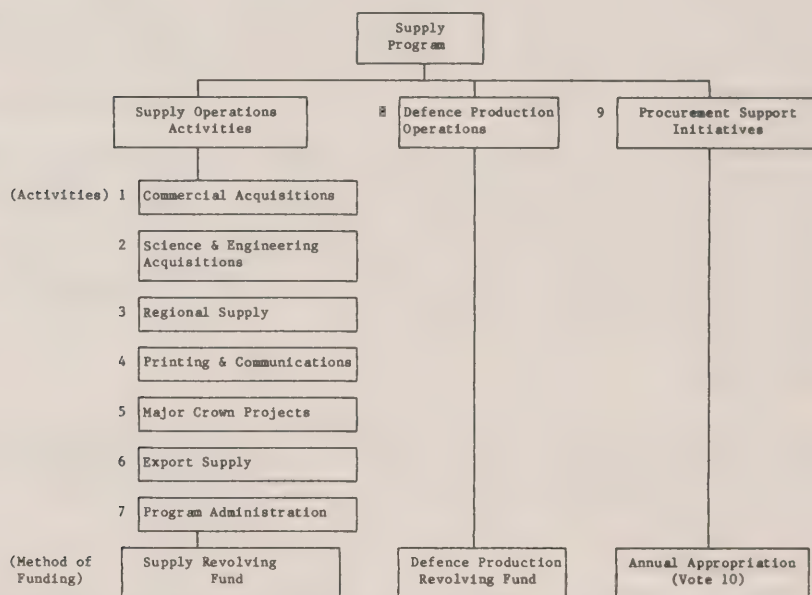 Supply
Program
Supply Operations
Activities
8 Defence Production
Operations
9 Procurement Support
Initiatives
(Activities) 1 Commercial Acquisitions
2 Science & Engineering
Acquisitions
3 Regional Supply
4 Printing & Communications
5 Major Crown Projects
6 Export Supply
7 Program Administration
(Method of
Funding)
Supply Revolving
Fund
Defence Production
Revolving Fund
Annual Appropriation
(Vote 10)